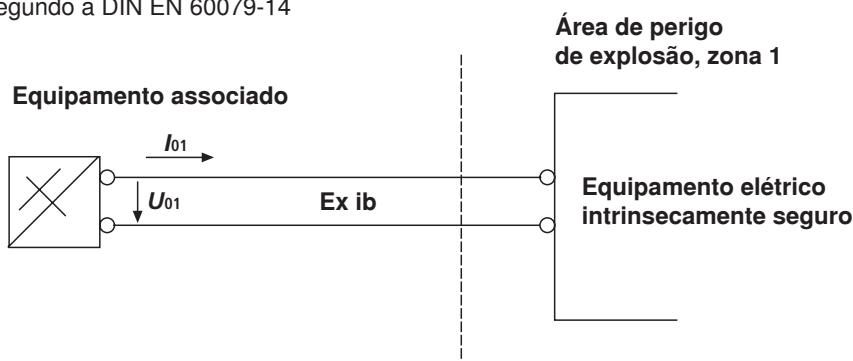 segundo a DIN EN 60079-14
Área de perigo
de explosão, zona 1
Equipamento associado
I01
U01
Ex ib
Equipamento elétrico
intrinsecamente seguro